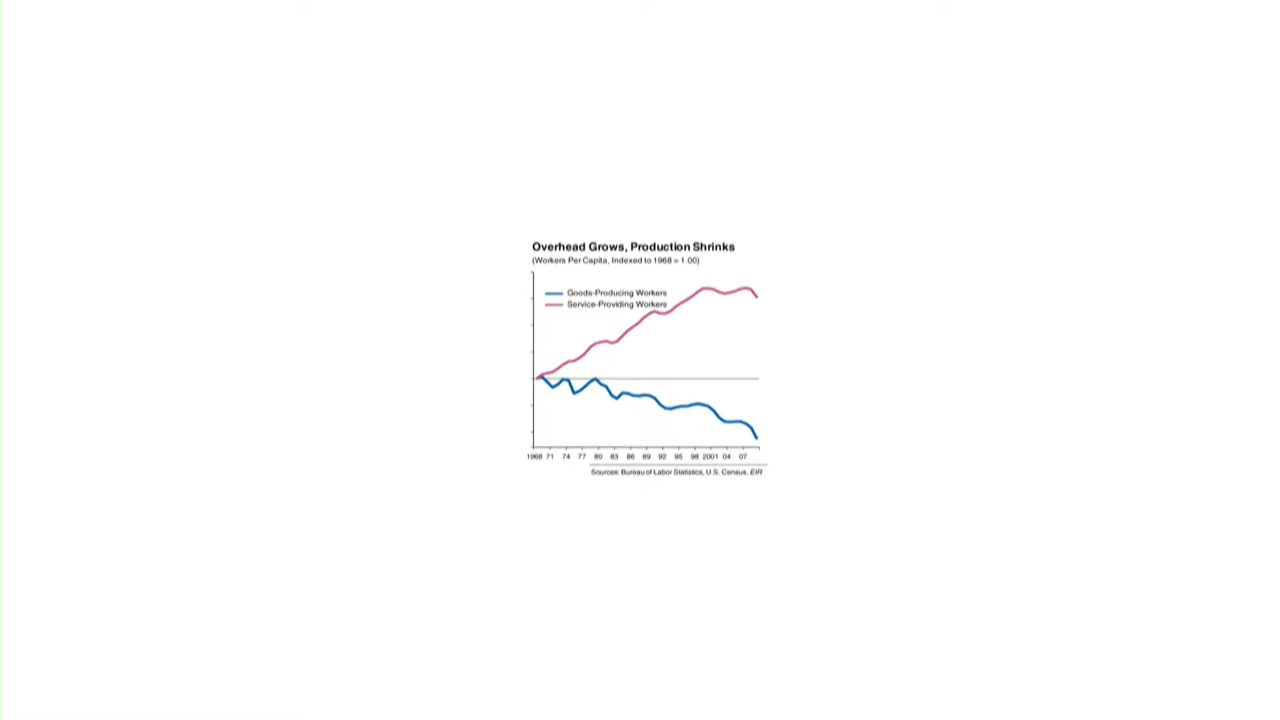 Overhead Grows, Production Shrinks
(Workers Per Capita, Indexed to 1968 = 1.00)
Goods-Producing Workers
Service-Providing Workers
1968 71 74 77 80 83 86 89 92 95 98 2001 04 07
Sources: Bureau of Labor Statistics, U.S. Census, EIR